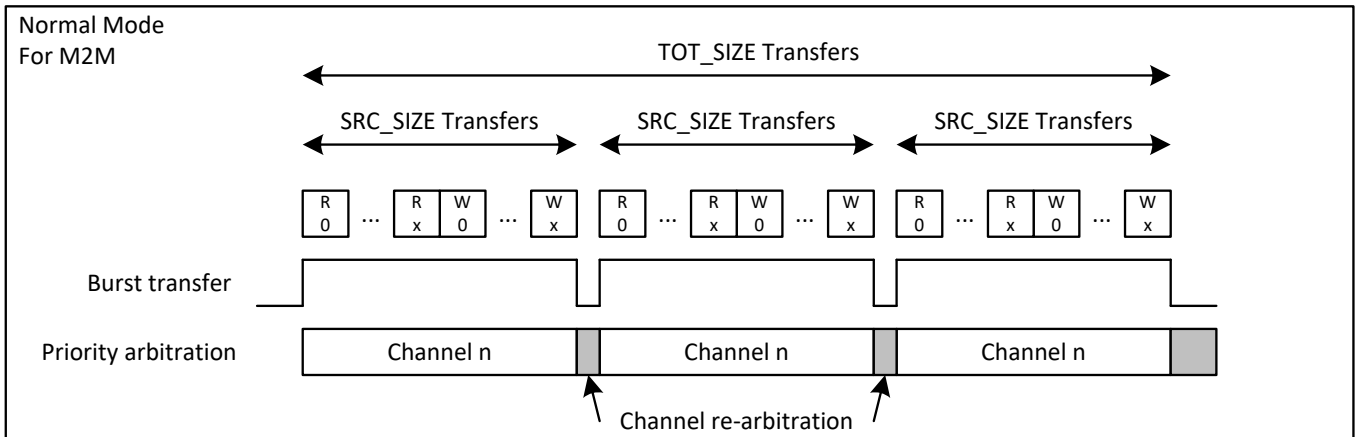 Normal Mode
For M2M
TOT_SIZE Transfers
SRC_SIZE Transfers SRC_SIZE Transfers SRC_SIZE Transfers
R ... R W ... W R ... R W ... W R ... R W ... W
0 x 0 x 0 x 0 x 0 x 0 x
Burst transfer
Priority arbitration Channel n Channel n Channel n
Channel re-arbitration